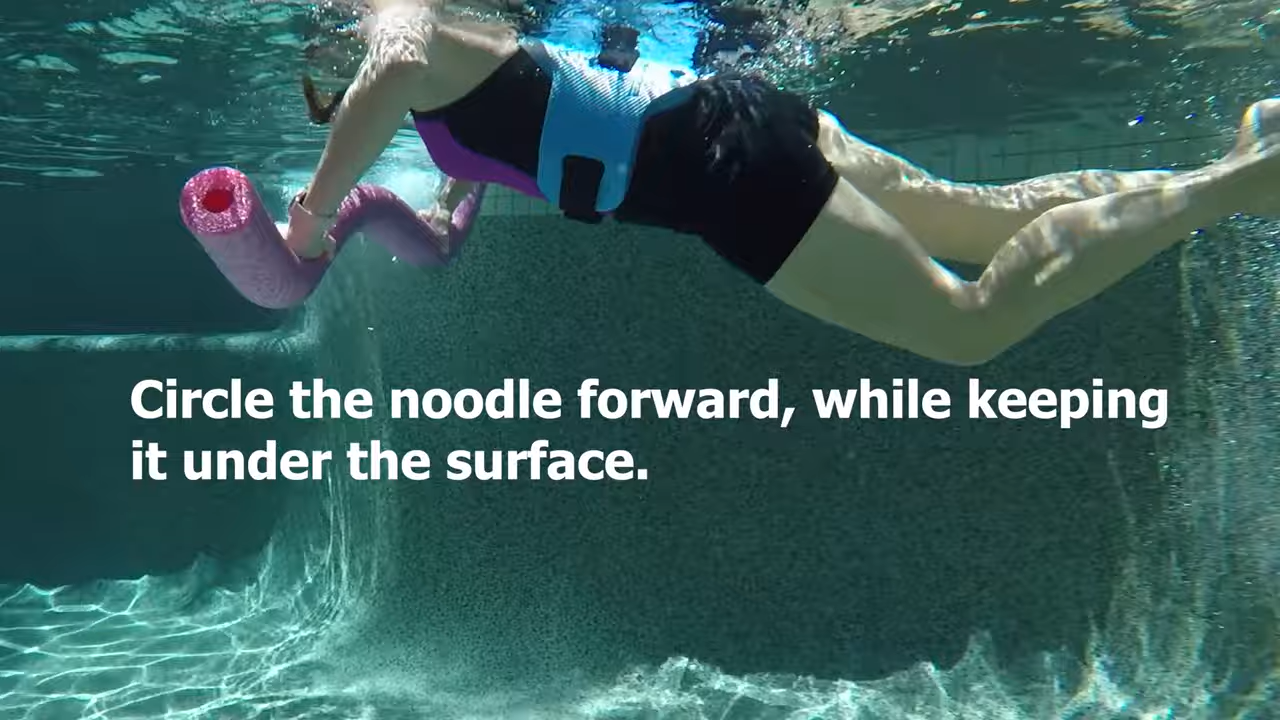 Circle the noodle forward, while keeping
it under the surface.